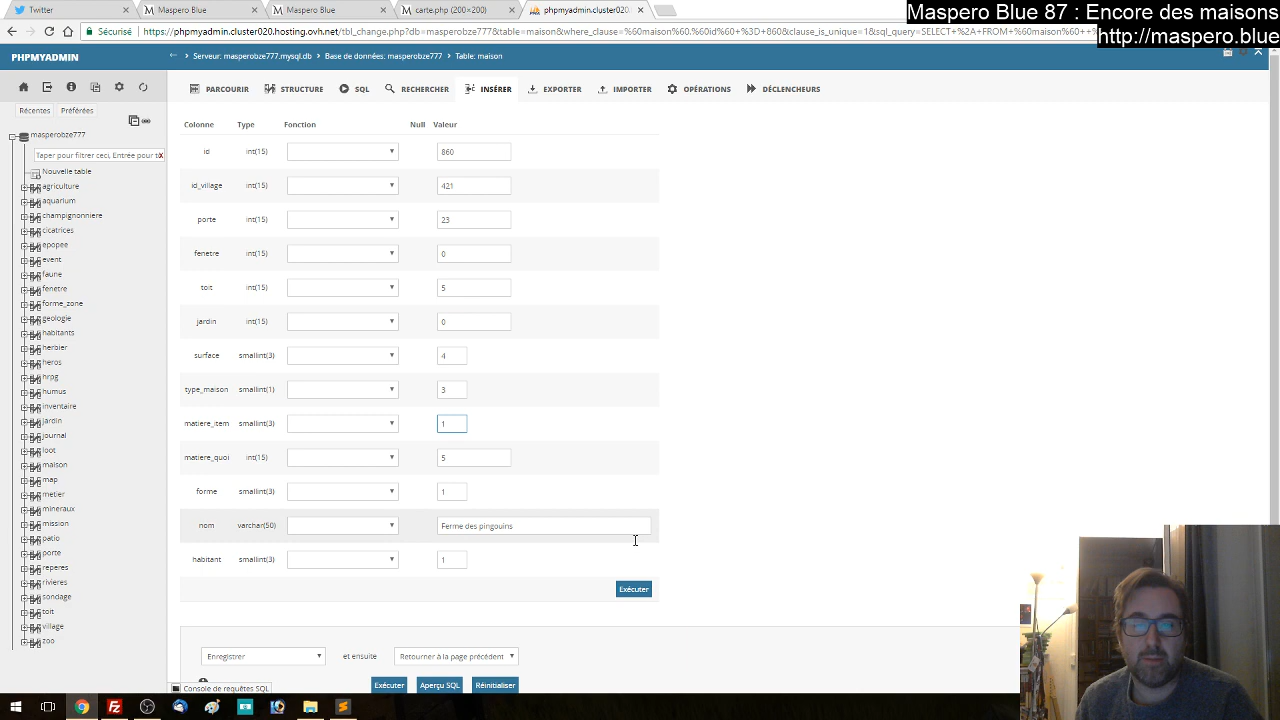 Twitter
Maspero Blue
Maspero Blue
carte.php (200×200)
phpmyadmin.cluster020.
Maspero Blue 87 : Encore des maisons
http://maspero.blue
Sécurisé
https://phpmyadmin.cluster020.hosting.ovh.net/tbl_change.php?db=masperobze777&table=maison&where_clause=%60maison%60.%60id%60+%3D+860&clause_is_unique=1&sql_query=SELECT+%2A+FROM+%60maison%60++%
PHPMYADMIN
Serveur: masperobze777.mysql.db
Base de données: masperobze777
Table: maison
PARCOURIR
STRUCTURE
SQL
RECHERCHER
INSÉRER
EXPORTER
IMPORTER
OPÉRATIONS
DÉCLENCHEURS
Récentes
Préférées
masperobze777
Taper pour filtrer ceci, Entrée pour to
X
Nouvelle table
agriculture
aquarium
champignonniere
cicatrices
epopee
event
faune
fenetre
forme_zone
geologie
habitants
herbier
heros
hrpg
humus
inventaire
jardin
journal
loot
maison
map
metier
mineraux
mission
patio
porte
reperes
rivieres
sondage
toit
village
zoo
Colonne Type Fonction Null Valeur
id int(15) 860
id_village int(15) 421
porte int(15) 23
fenetre int(15) 0
toit int(15) 5
jardin int(15) 0
surface smallint(3) 4
type_maison smallint(1) 3
matiere_item smallint(3) 1
matiere_quoi int(15) 5
forme smallint(3) 1
nom varchar(50) Ferme des pingouins
habitant smallint(3) 1
Exécuter
Enregistrer et ensuite Retourner à la page précédent
Exécuter Aperçu SQL Réinitialiser
Console de requêtes SQL